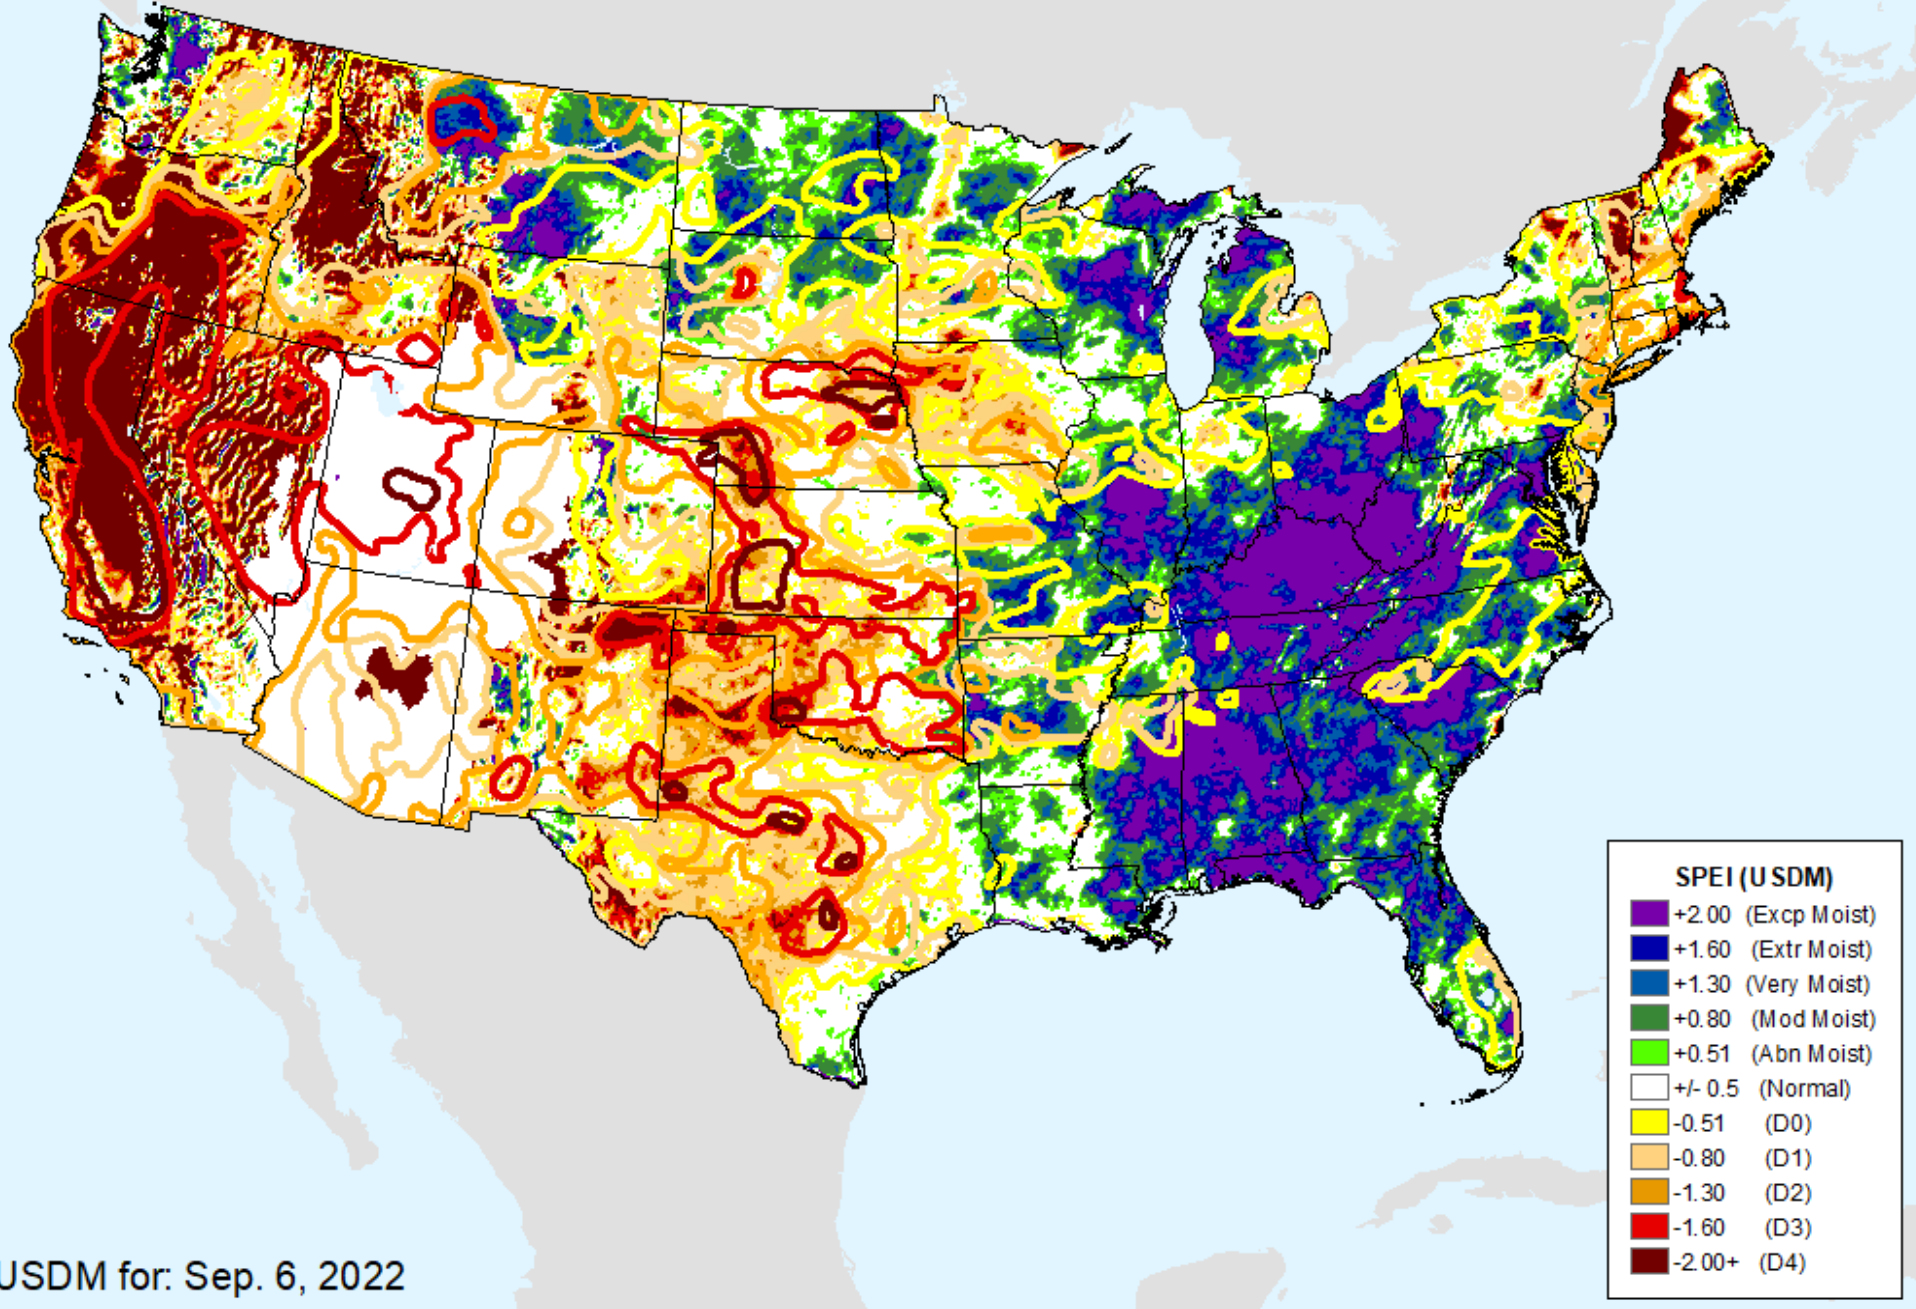 SPEI (USDM)
+2.00 (Excp Moist)
+1.60 (Extr Moist)
+1.30 (Very Moist)
+0.80 (Mod Moist)
+0.51 (Abn Moist)
+/- 0.5 (Normal)
-0.51 (D0)
-0.80 (D1)
-1.30 (D2)
-1.60 (D3)
-2.00+ (D4)
USDM for: Sep. 6, 2022